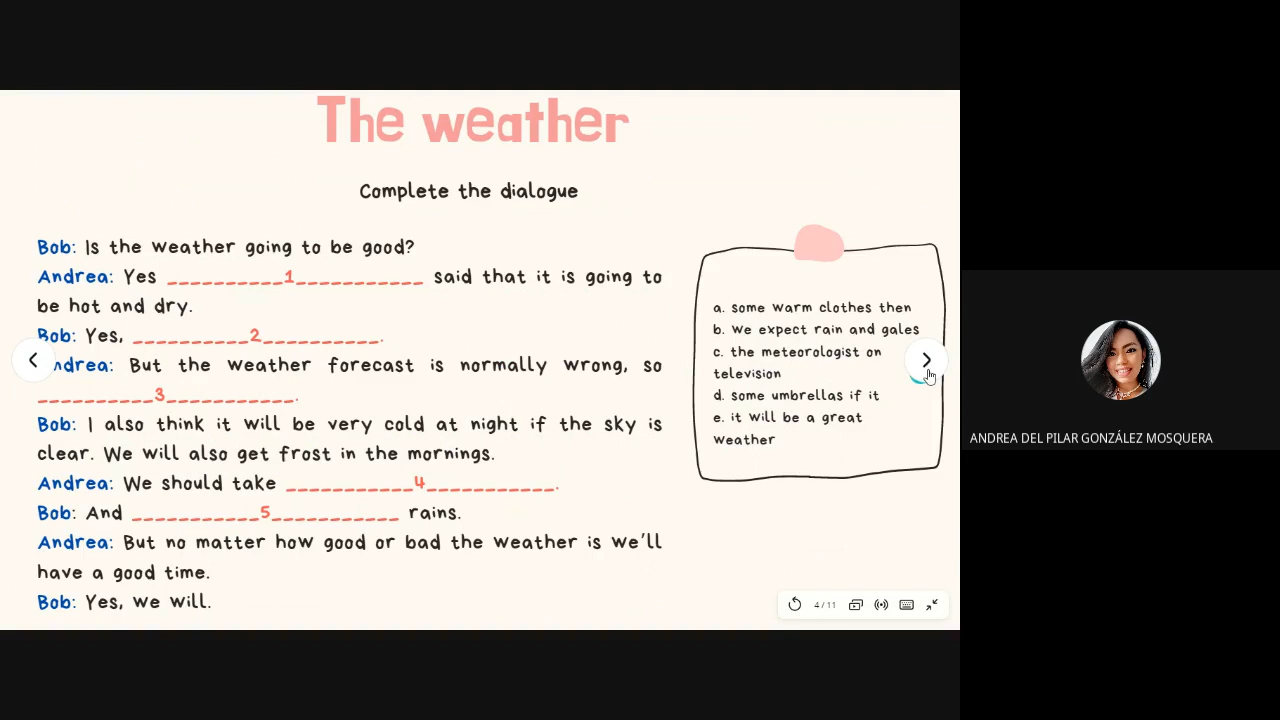 The weather
Complete the dialogue
Bob: Is the weather going to be good?
Andrea: Yes __________1___________ said that it is going to
be hot and dry.
Bob: Yes, __________2__________.
ndrea: But the weather forecast is normally wrong, so
__________3___________.
Bob: I also think it will be very cold at night if the sky is
clear. We will also get frost in the mornings.
Andrea: We should take ___________4___________.
Bob: And ___________5___________ rains.
Andrea: But no matter how good or bad the weather is we'll
have a good time.
Bob: Yes, we will.
a. some warm clothes then
b. we expect rain and gales
c. the meteorologist on
television
d. some umbrellas if it
e. it will be a great
weather
4 / 11
ANDREA DEL PILAR GONZÁLEZ MOSQUERA